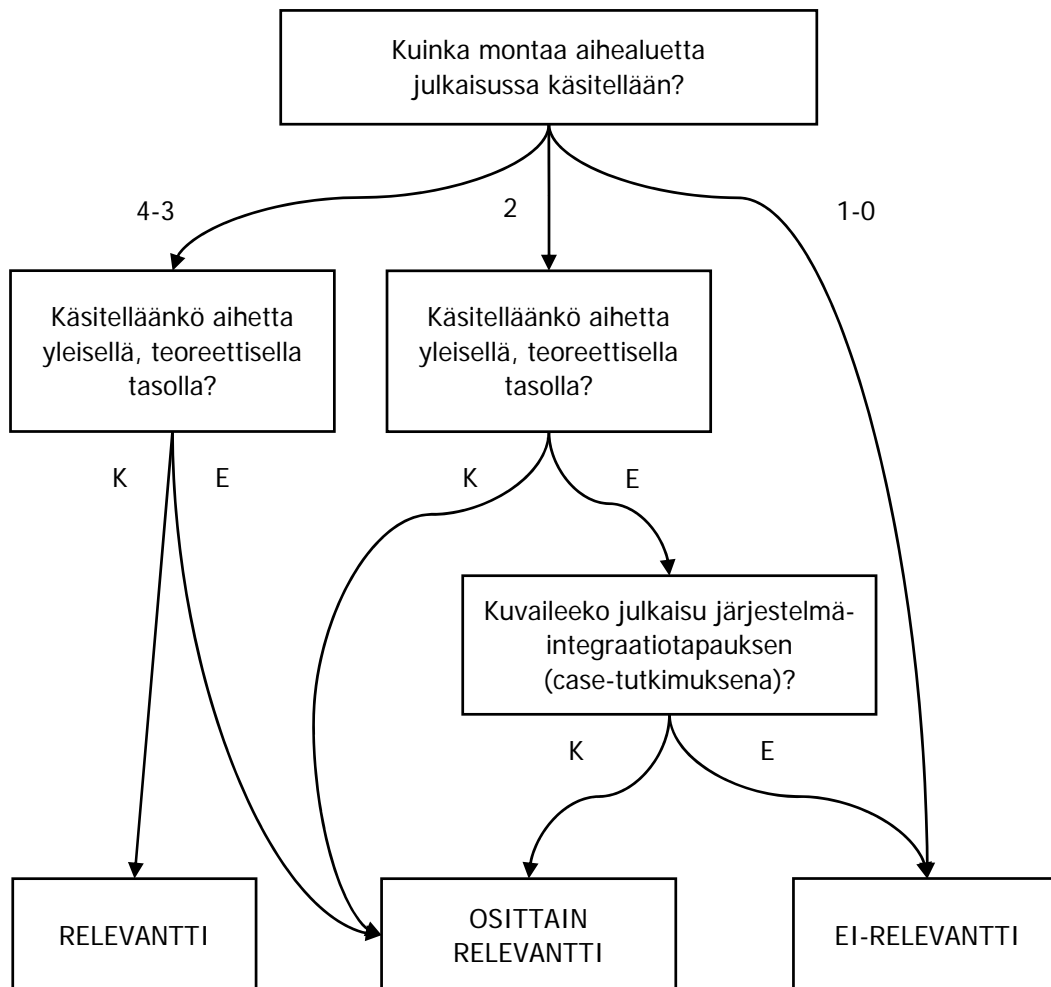 Kuinka montaa aihealuetta
julkaisussa käsitellään?
4-3
2
1-0
Käsitelläänkö aihetta
yleisellä, teoreettisella
tasolla?
Käsitelläänkö aihetta
yleisellä, teoreettisella
tasolla?
K
E
K
E
Kuvaileeko julkaisu järjestelmä-
integraatiotapauksen
(case-tutkimuksena)?
K
E
RELEVANTTI
OSITTAIN
RELEVANTTI
EI-RELEVANTTI